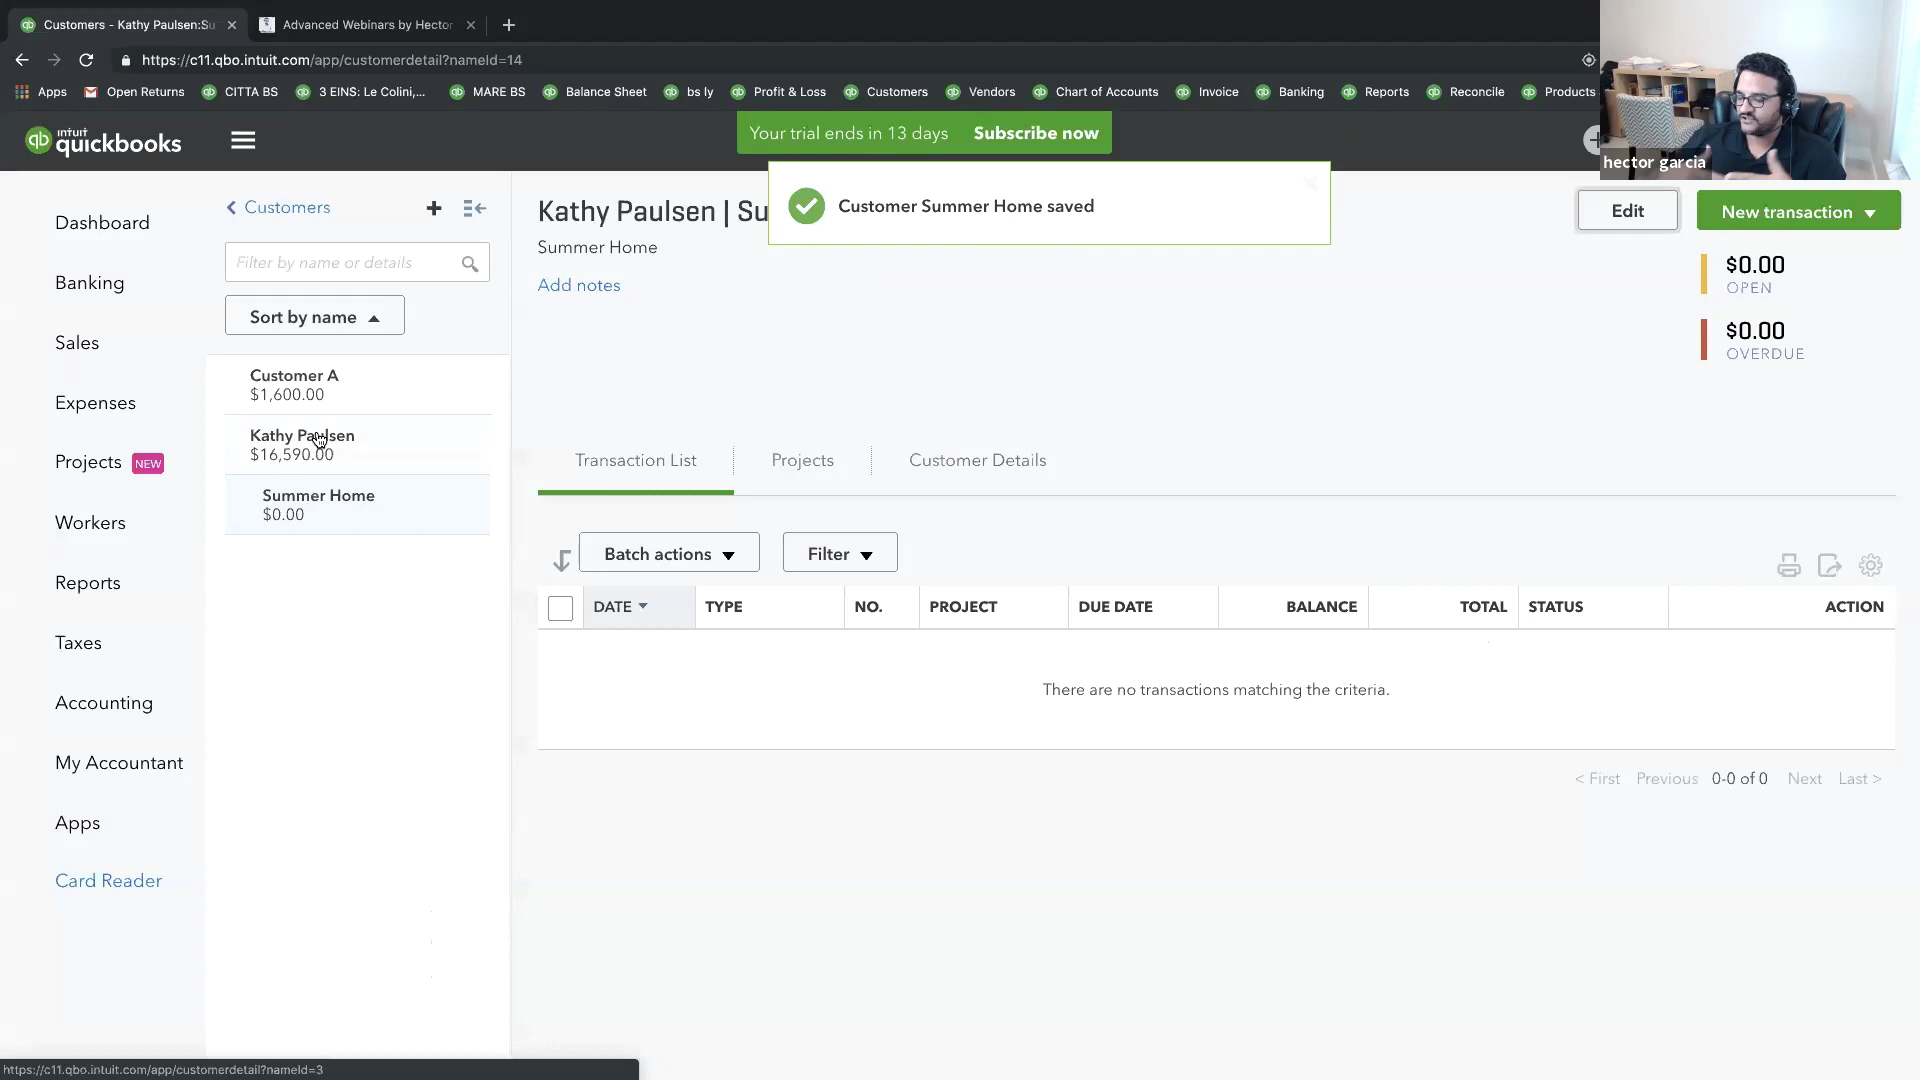 Customers - Kathy Paulsen:Su
Advanced Webinars by Hector
https://c11.qbo.intuit.com/app/customerdetail?nameId=14
Apps
Open Returns
CITTA BS
3 EINS: Le Colini,...
MARE BS
Balance Sheet
bs ly
Profit & Loss
Customers
Vendors
Chart of Accounts
Invoice
Banking
Reports
Reconcile
Products
hector garcia
qb intuit quickbooks
Your trial ends in 13 days Subscribe now
Customer Summer Home saved
Dashboard
Banking
Sales
Expenses
Projects NEW
Workers
Reports
Taxes
Accounting
My Accountant
Apps
Card Reader
Customers
Filter by name or details
Sort by name
Customer A
$1,600.00
Kathy Paulsen
$16,590.00
Summer Home
$0.00
Kathy Paulsen | Su
Summer Home
Add notes
Edit
New transaction
$0.00
OPEN
$0.00
OVERDUE
Transaction List
Projects
Customer Details
Batch actions
Filter
DATE TYPE NO. PROJECT DUE DATE BALANCE TOTAL STATUS ACTION
There are no transactions matching the criteria.
< First Previous 0-0 of 0 Next Last >
https://c11.qbo.intuit.com/app/customerdetail?nameId=3